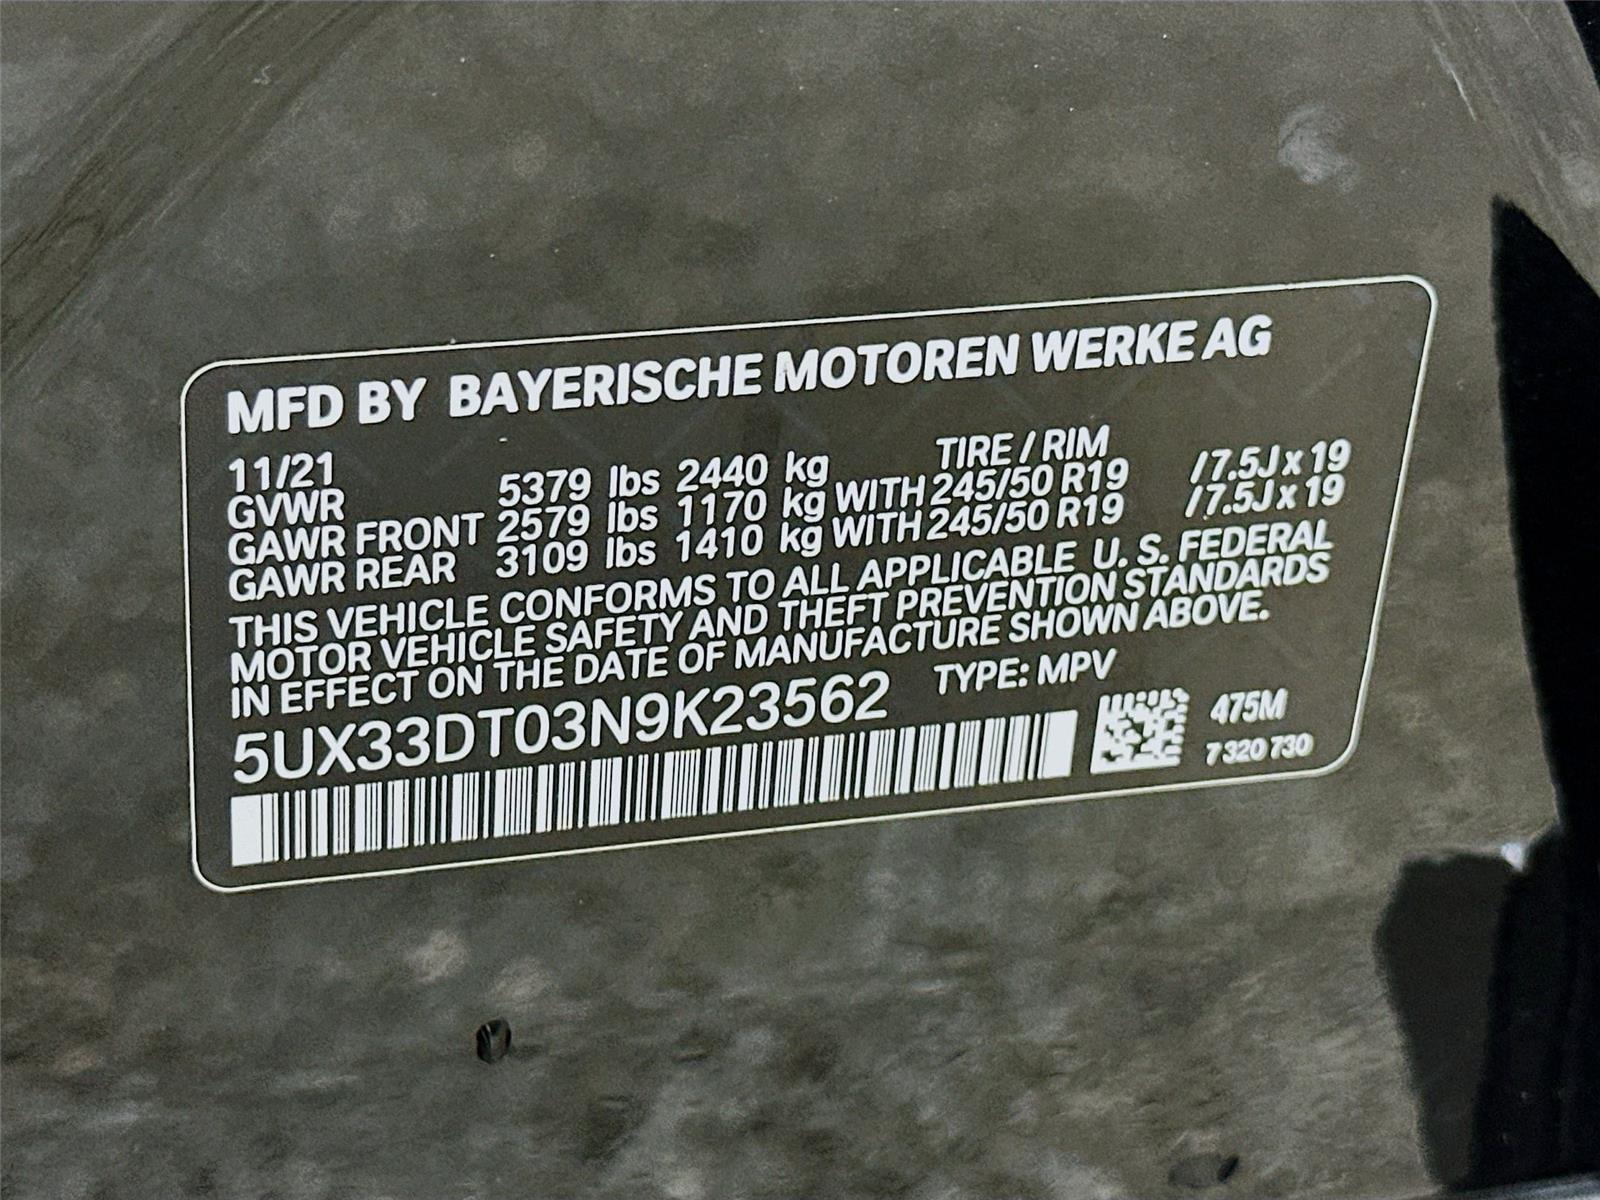 MFD BY BAYERISCHE MOTOREN WERKE AG
11/21 TIRE / RIM
GVWR 5379 lbs 2440 kg
GAWR FRONT 2579 lbs 1170 kg WITH 245/50 R19 /7.5J x 19
GAWR REAR 3109 lbs 1410 kg WITH 245/50 R19 /7.5J x 19
THIS VEHICLE CONFORMS TO ALL APPLICABLE U. S. FEDERAL
MOTOR VEHICLE SAFETY AND THEFT PREVENTION STANDARDS
IN EFFECT ON THE DATE OF MANUFACTURE SHOWN ABOVE.
5UX33DT03N9K23562 TYPE: MPV
475M
7 320 730